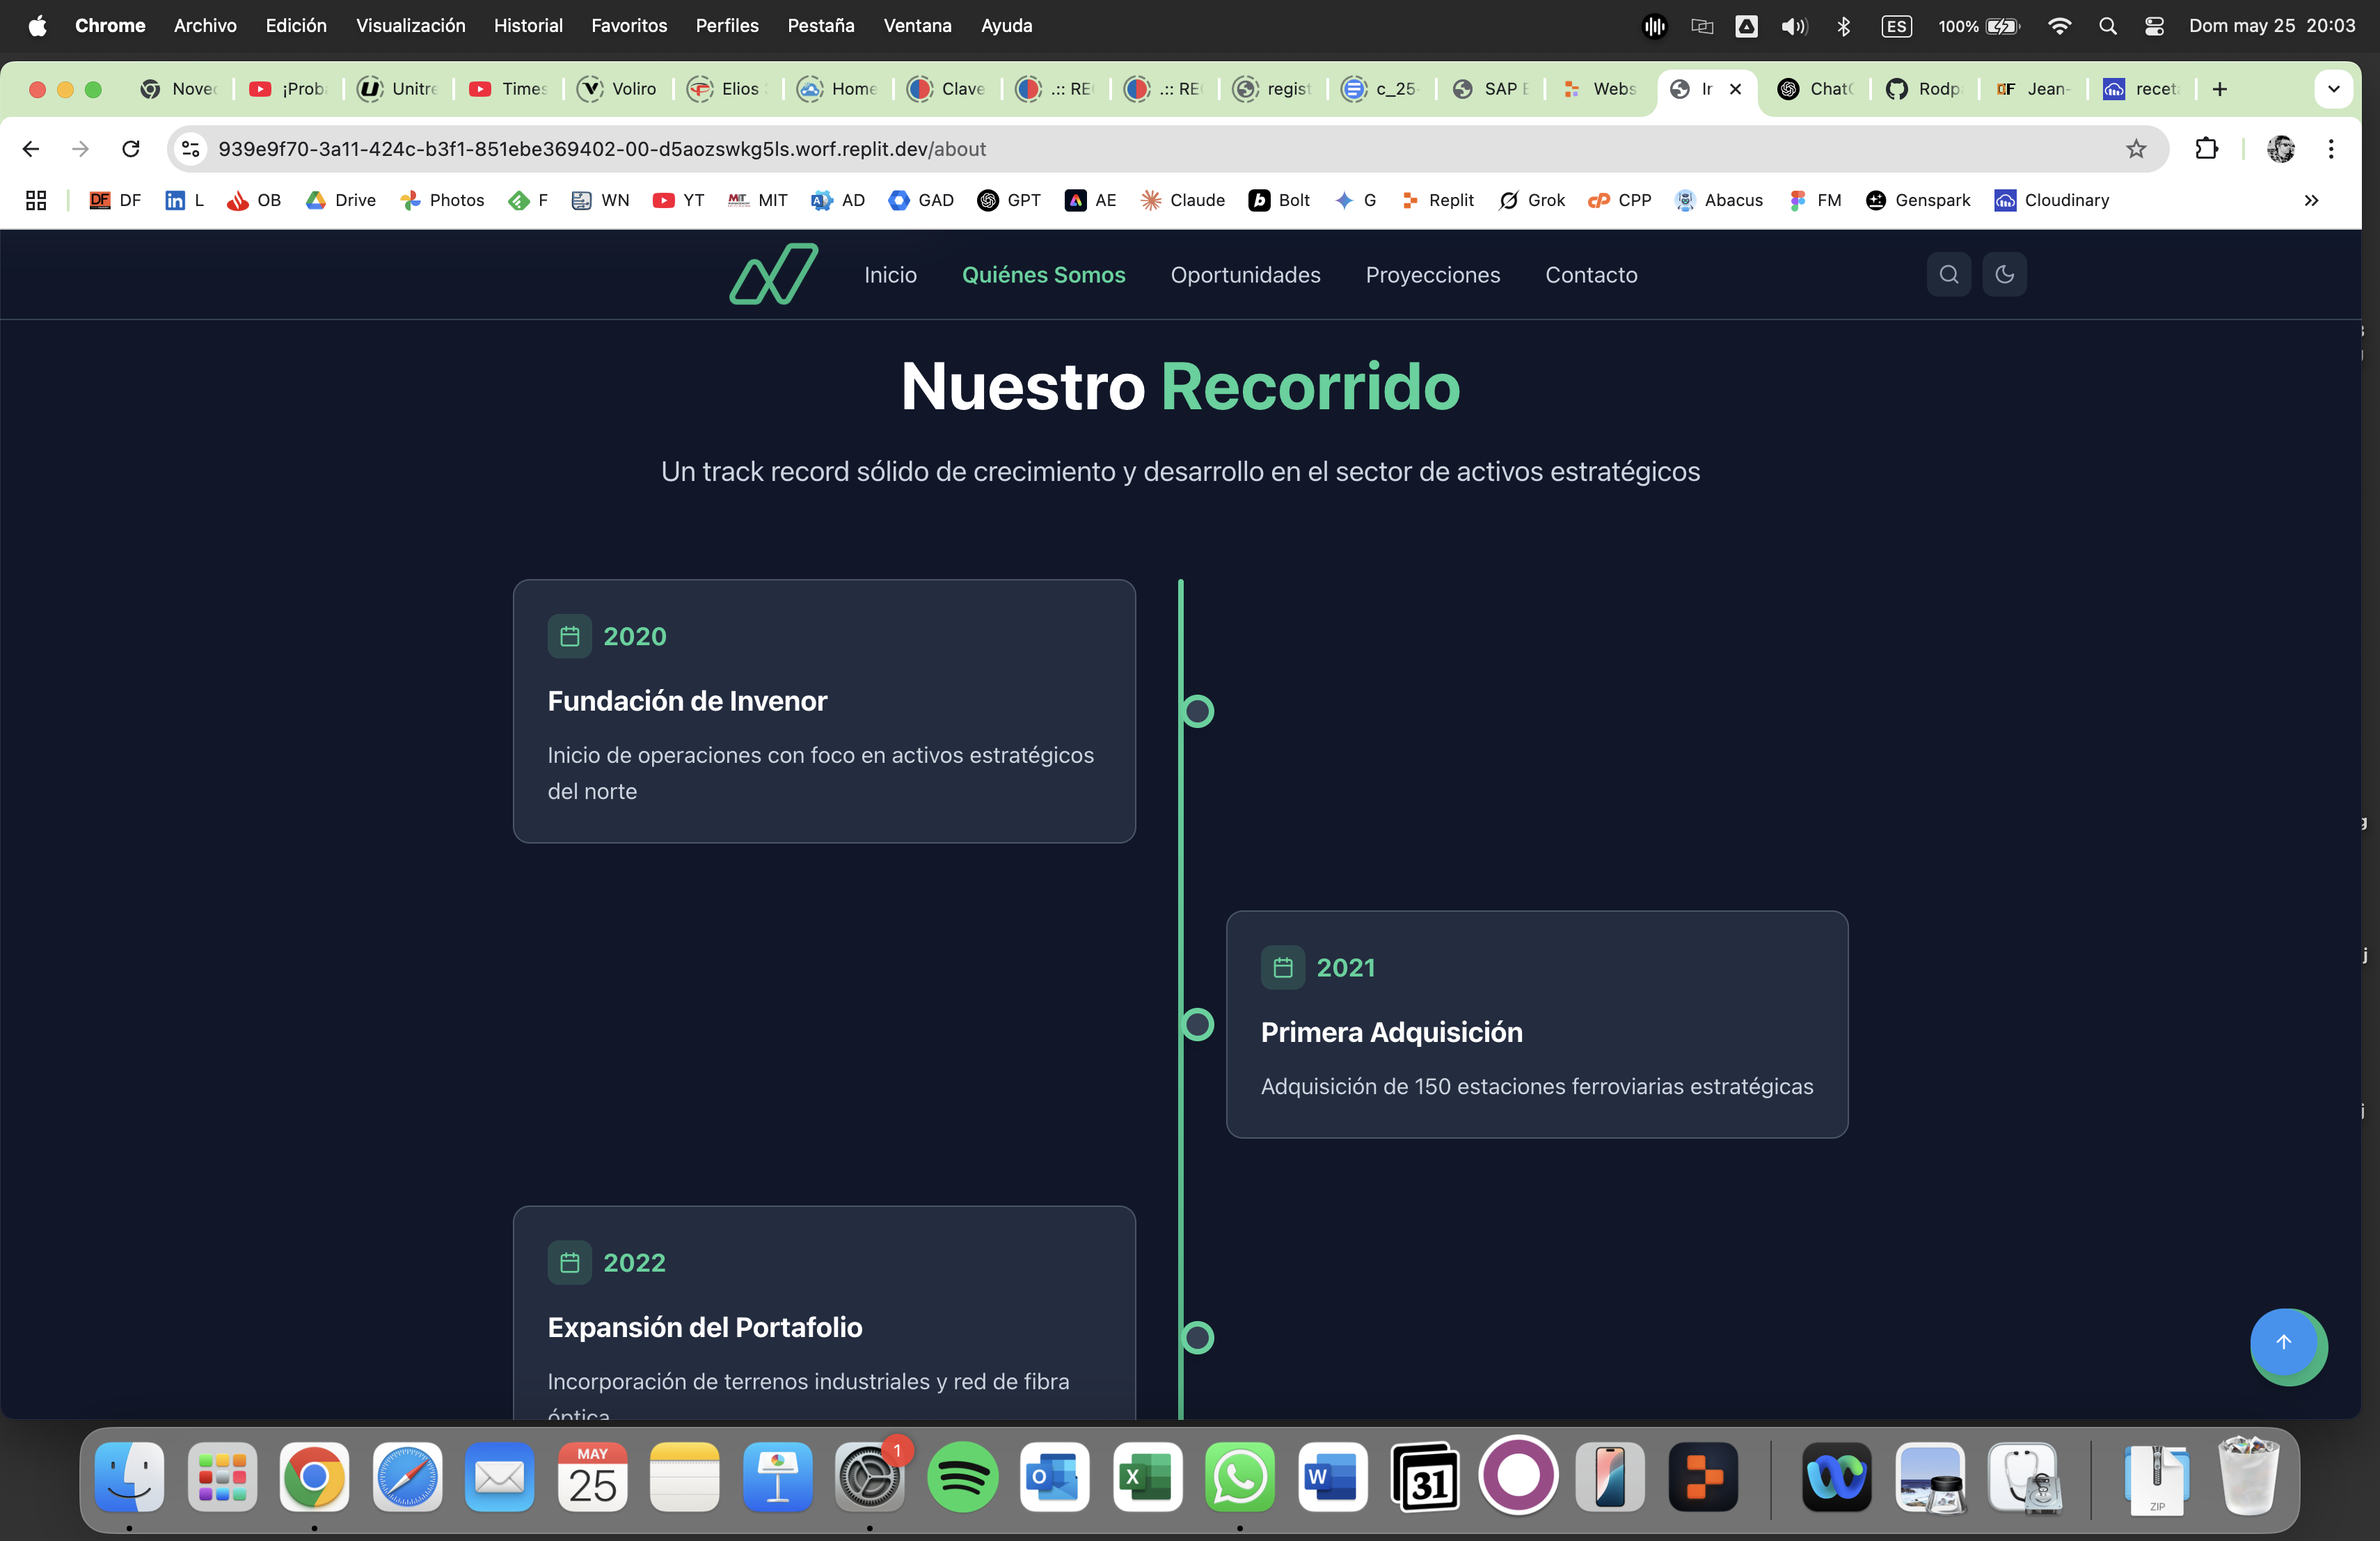 Chrome Archivo Edición Visualización Historial Favoritos Perfiles Pestaña Ventana Ayuda ES 100% Dom may 25 20:03
Nove ¡Prob Unitre Times Voliro Elios Home Clave .:: RE .:: RE regist c_25- SAP Webs Chat Rodp Jean- recet
939e9f70-3a11-424c-b3f1-851ebe369402-00-d5aozswkg5ls.worf.replit.dev/about
DF L OB Drive Photos F WN YT MIT AD GAD GPT AE Claude Bolt G Replit Grok CPP Abacus FM Genspark Cloudinary
Inicio Quiénes Somos Oportunidades Proyecciones Contacto
Nuestro Recorrido
Un track record sólido de crecimiento y desarrollo en el sector de activos estratégicos
2020
Fundación de Invenor
Inicio de operaciones con foco en activos estratégicos
del norte
2021
Primera Adquisición
Adquisición de 150 estaciones ferroviarias estratégicas
2022
Expansión del Portafolio
Incorporación de terrenos industriales y red de fibra
óptica
MAY
25
1
31
ZIP